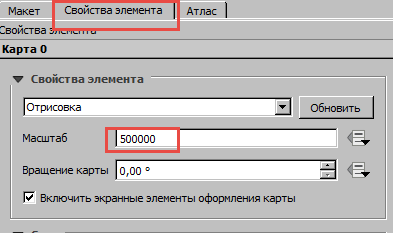 Макет Свойства элемента Атлас
Свойства элемента
Карта 0
Свойства элемента
Отрисовка Обновить
Масштаб 500000
Вращение карты 0,00 °
Включить экранные элементы оформления карты